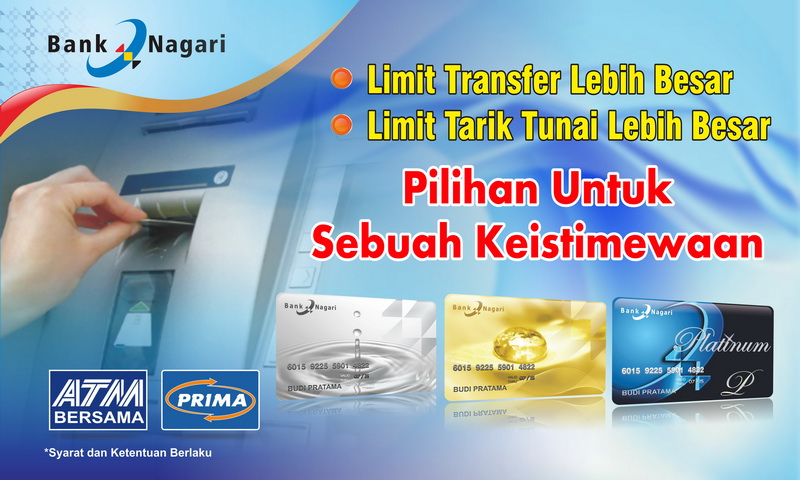 Bank Nagari
Limit Transfer Lebih Besar
Limit Tarik Tunai Lebih Besar
Pilihan Untuk
Sebuah Keistimewaan
Bank Nagari
6015 9225 5901 4822
BUDI PRATAMA
Bank Nagari
6015 9225 5901 4822
BUDI PRATAMA
Bank Nagari
Platinum
6015 9225 5901 4822
BUDI PRATAMA
P
ATM
BERSAMA
PRIMA
*Syarat dan Ketentuan Berlaku